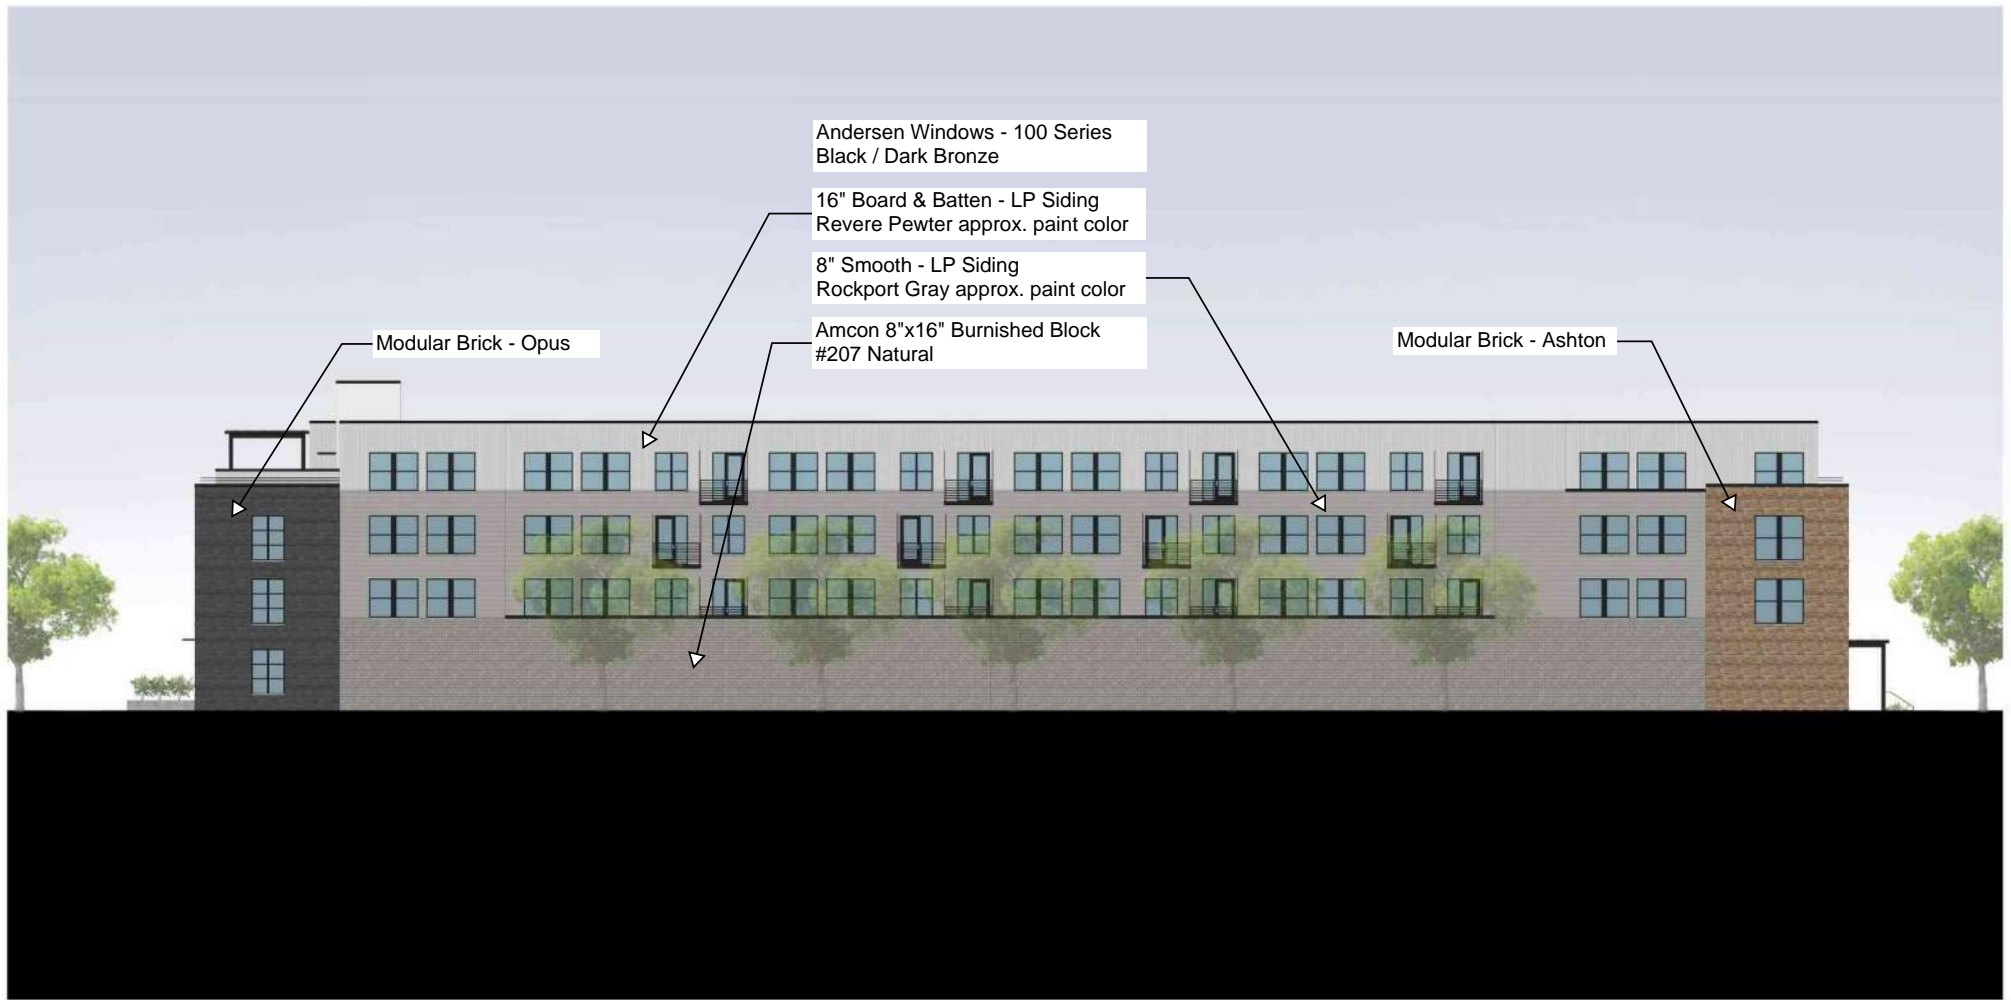 Andersen Windows - 100 Series
Black / Dark Bronze
16" Board & Batten - LP Siding
Revere Pewter approx. paint color
8" Smooth - LP Siding
Rockport Gray approx. paint color
Amcon 8"x16" Burnished Block
#207 Natural
Modular Brick - Opus
Modular Brick - Ashton